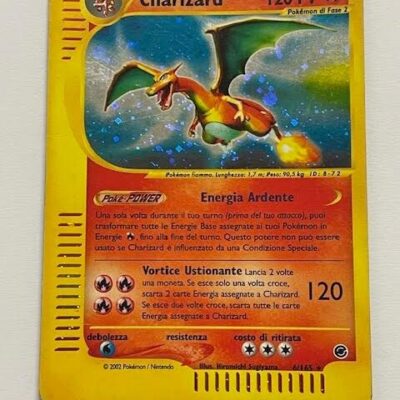 Charizard 120 PV
Pokémon di Fase 2
Pokémon fiamma. Lunghezza: 1,7 m; Peso: 90,5 kg ID: B-72
Poké-POWER Energia Ardente
Una sola volta durante il tuo turno (prima del tuo attacco), puoi
trasformare tutte le Energie Base assegnate ai tuoi Pokémon in
Energie, fino alla fine del turno. Questo potere non può essere
usato se Charizard è influenzato da una Condizione Speciale.
Vortice Ustionante Lancia 2 volte
una moneta. Se esce solo una volta croce,
scarta 2 carte Energia assegnate a Charizard.
Se esce due volte croce, scarta tutte le carte
Energia assegnate a Charizard.
120
debolezza resistenza costo di ritirata
© 2002 Pokémon / Nintendo Illus. Hiromichi Sugiyama 6/165